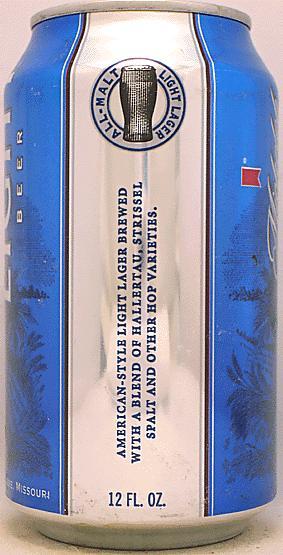 ALL-MALT LIGHT LAGER
AMERICAN-STYLE LIGHT LAGER BREWED
WITH A BLEND OF HALLERTAU, STRISSEL
SPALT AND OTHER HOP VARIETIES.
12 FL. OZ.
BEER
MISSOURI